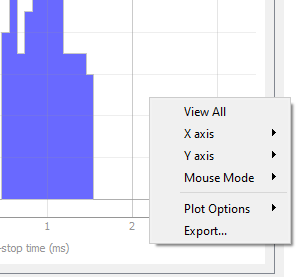 View All
X axis
Y axis
Mouse Mode
Plot Options
Export...
1
2
-stop time (ms)